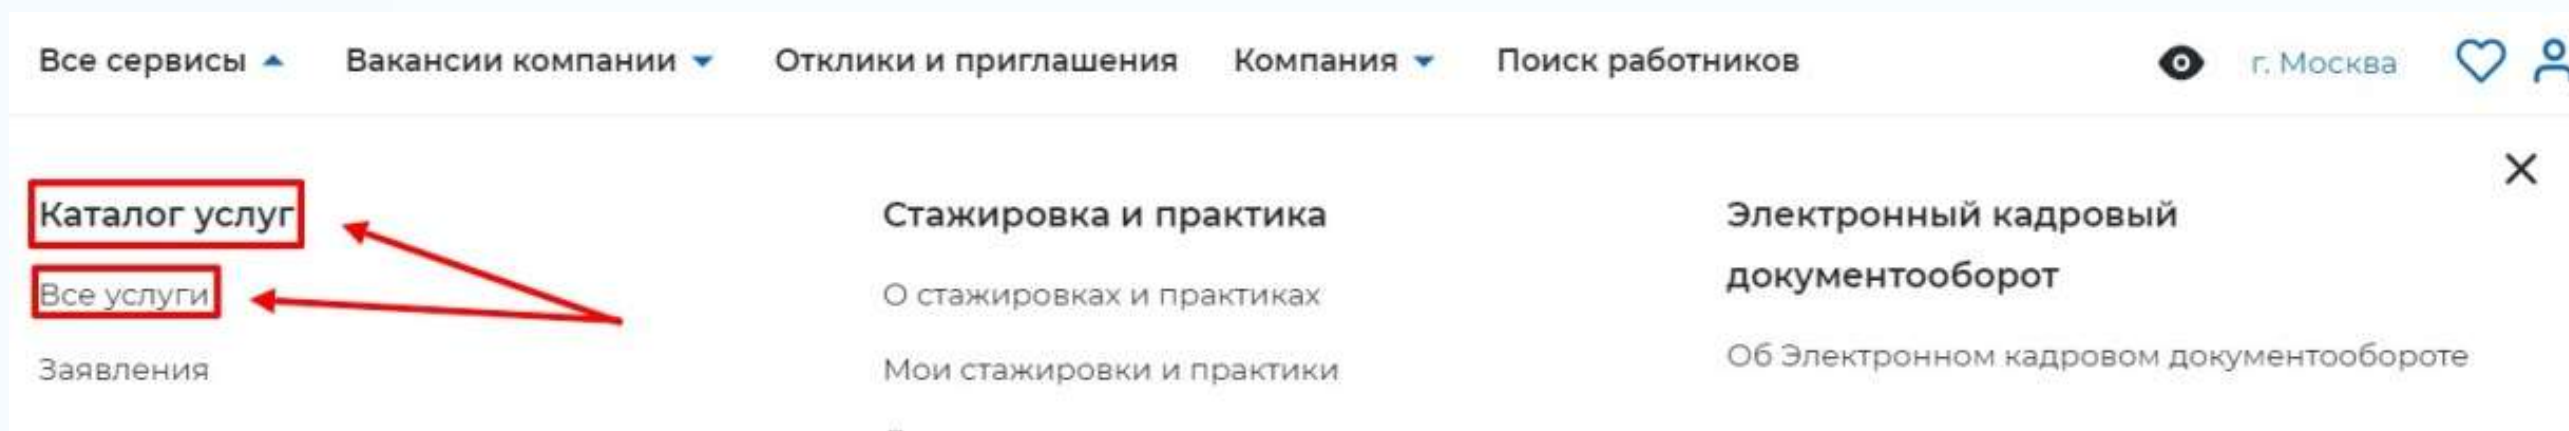 Все сервисы Вакансии компании Отклики и приглашения Компания Поиск работников г. Москва
Каталог услуг
Все услуги
Заявления
Стажировка и практика
О стажировках и практиках
Мои стажировки и практики
Электронный кадровый
документооборот
Об Электронном кадровом документообороте